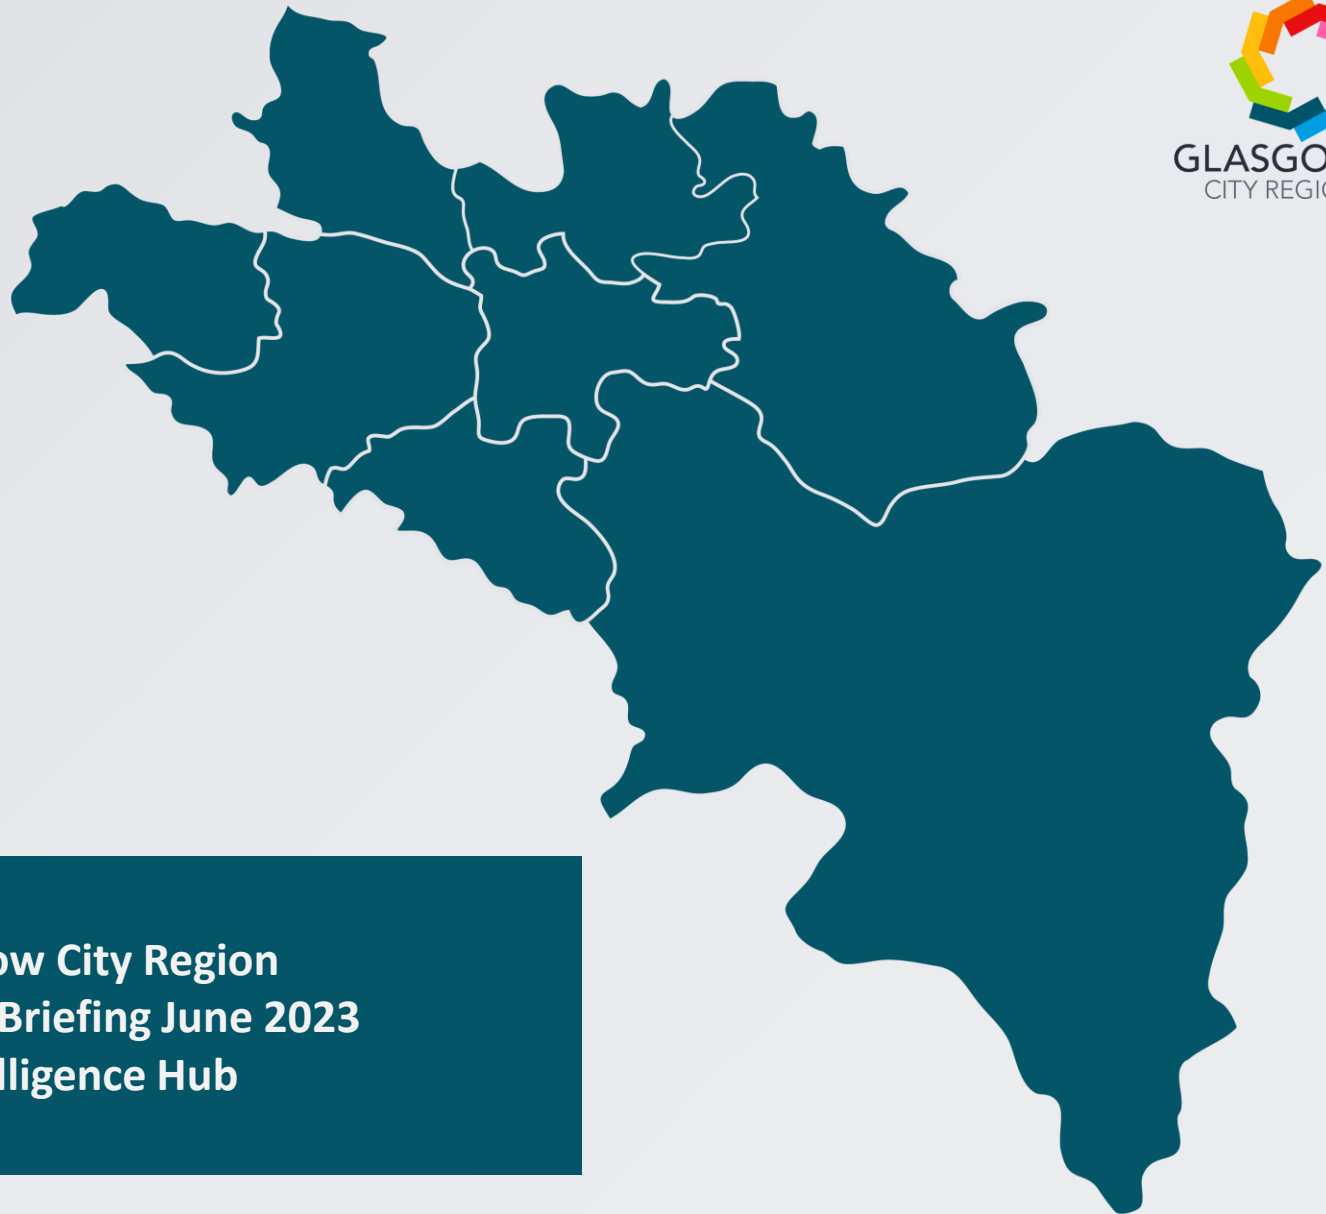 GLASGO
CITY REGIO
ow City Region
Briefing June 2023
lligence Hub